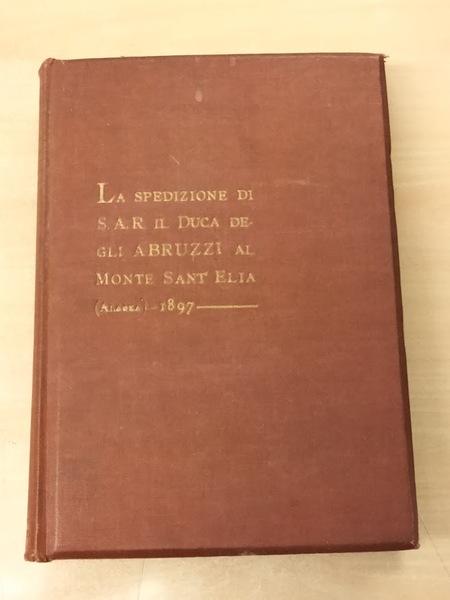 LA SPEDIZIONE DI
S.A.R. IL DUCA DE-
GLI ABRUZZI AL
MONTE SANT'ELIA
(ALASKA) - 1897